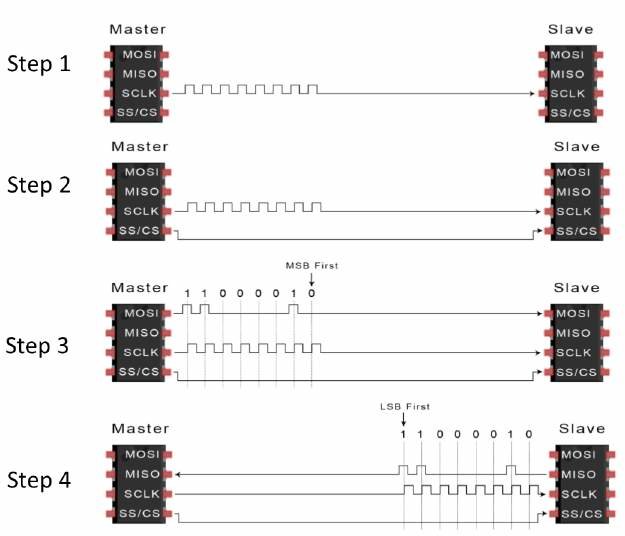 Step 1
Master
Slave
MOSI
MISO
SCLK
SS/CS
MOSI
MISO
SCLK
SS/CS
Step 2
Master
Slave
MOSI
MISO
SCLK
SS/CS
MOSI
MISO
SCLK
SS/CS
Step 3
MSB First
Master
1 1 0 0 0 0 1 0
Slave
MOSI
MISO
SCLK
SS/CS
MOSI
MISO
SCLK
SS/CS
Step 4
LSB First
Master
1 1 0 0 0 0 1 0
Slave
MOSI
MISO
SCLK
SS/CS
MOSI
MISO
SCLK
SS/CS